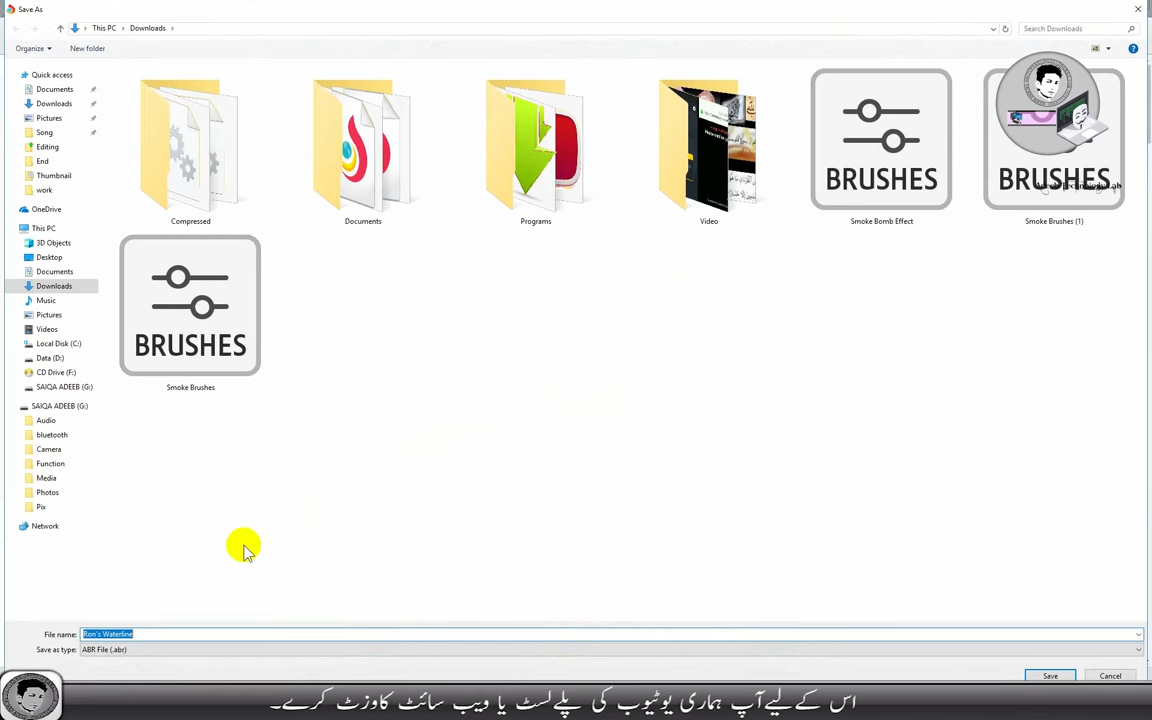 Save As
This PC > Downloads >
Search Downloads
Organize
New folder
Quick access
Documents
Downloads
Pictures
Song
Editing
End
Thumbnail
work
OneDrive
This PC
3D Objects
Desktop
Documents
Downloads
Music
Pictures
Videos
Local Disk (C:)
Data (D:)
CD Drive (F:)
SAIQA ADEEB (G:)
SAIQA ADEEB (G:)
Audio
bluetooth
Camera
Function
Media
Photos
Pix
Network
Compressed
Documents
Programs
Video
BRUSHES
Smoke Bomb Effect
BRUSHES
Smoke Brushes (1)
BRUSHES
Smoke Brushes
File name: Ron's Waterline
Save as type: ABR File (.abr)
Save
Cancel
اس کے لیے آپ ہماری یوٹیوب کی پلے لسٹ یا ویب سائٹ کا وزٹ کرے۔